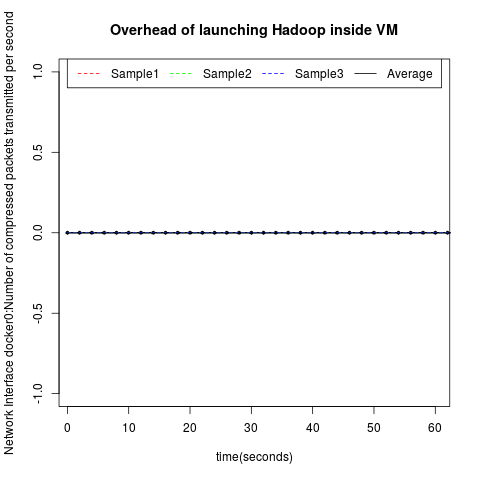 Overhead of launching Hadoop inside VM
Network Interface docker0:Number of compressed packets transmitted per second
Sample1 Sample2 Sample3 Average
1.0
0.5
0.0
-0.5
-1.0
0 10 20 30 40 50 60
time(seconds)